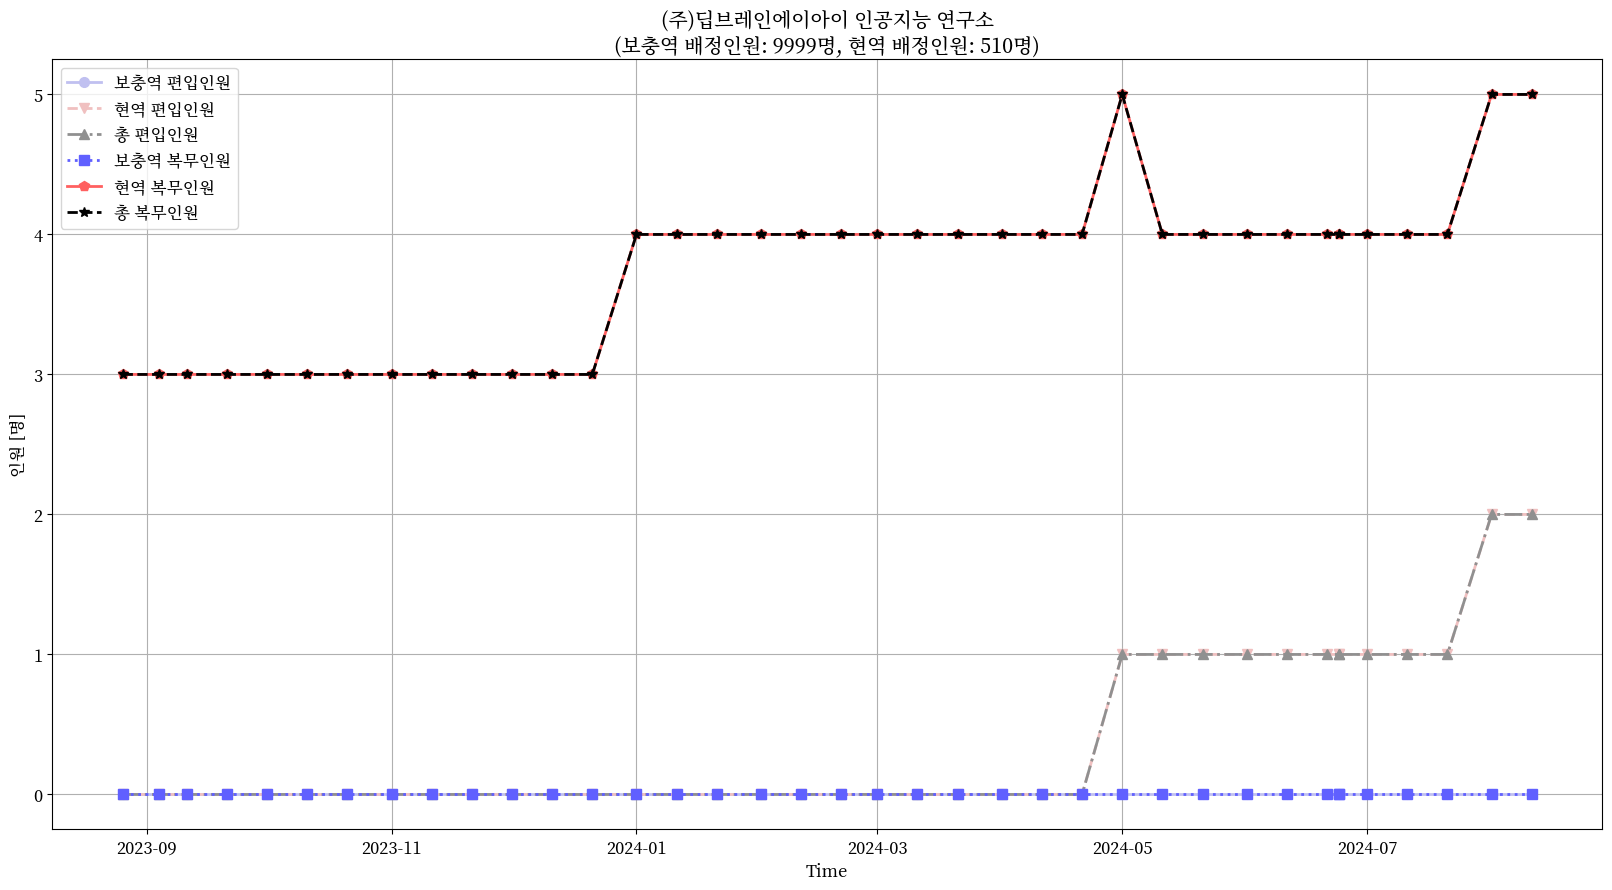 (주)딥브레인에이아이 인공지능 연구소
(보충역 배정인원: 9999명, 현역 배정인원: 510명)
보충역 편입인원
현역 편입인원
총 편입인원
보충역 복무인원
현역 복무인원
총 복무인원
인원 [명]
5
4
3
2
1
0
2023-09 2023-11 2024-01 2024-03 2024-05 2024-07
Time